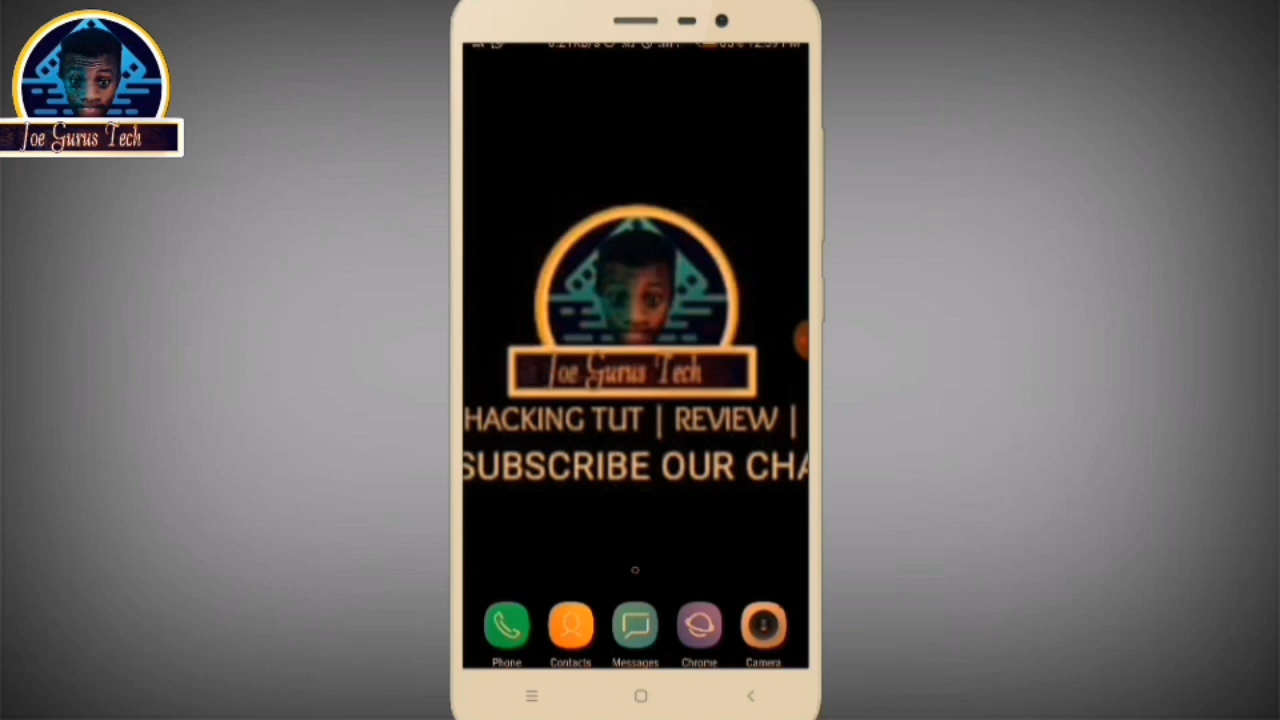 Joe Gurus Tech
Joe Gurus Tech
HACKING TUT | REVIEW |
SUBSCRIBE OUR CHA
Phone Contacts Messages Chrome Camera